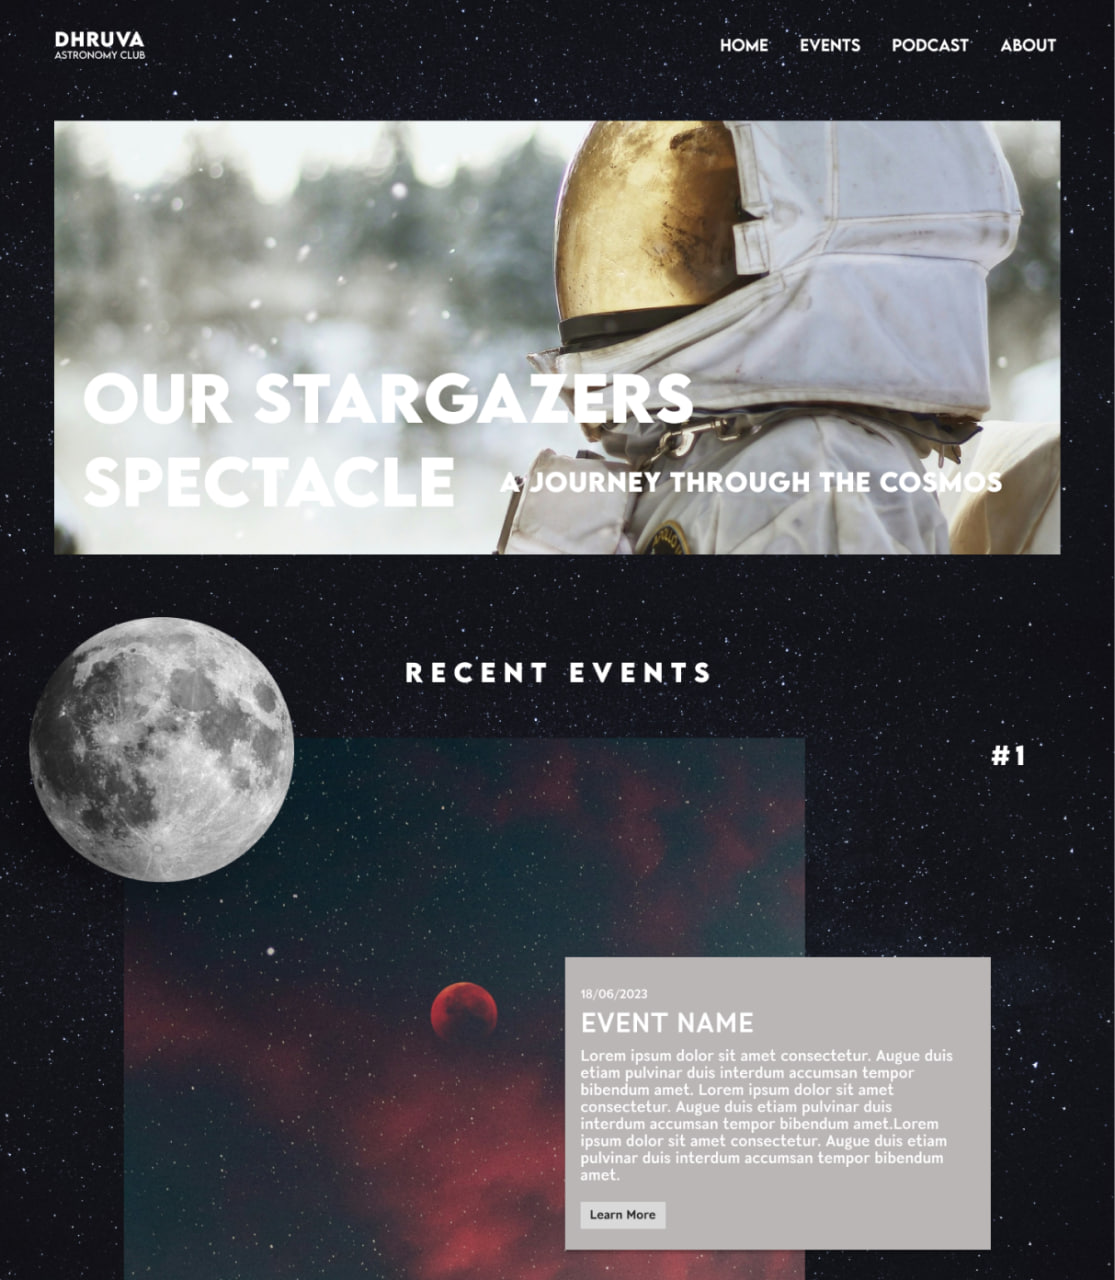 DHRUVA
ASTRONOMY CLUB
HOME EVENTS PODCAST ABOUT
OUR STARGAZERS
SPECTACLE A JOURNEY THROUGH THE COSMOS
RECENT EVENTS
#1
18/06/2023
EVENT NAME
Lorem ipsum dolor sit amet consectetur. Augue duis
etiam pulvinar duis interdum accumsan tempor
bibendum amet. Lorem ipsum dolor sit amet
consectetur. Augue duis etiam pulvinar duis
interdum accumsan tempor bibendum amet.Lorem
ipsum dolor sit amet consectetur. Augue duis etiam
pulvinar duis interdum accumsan tempor bibendum
amet.
Learn More